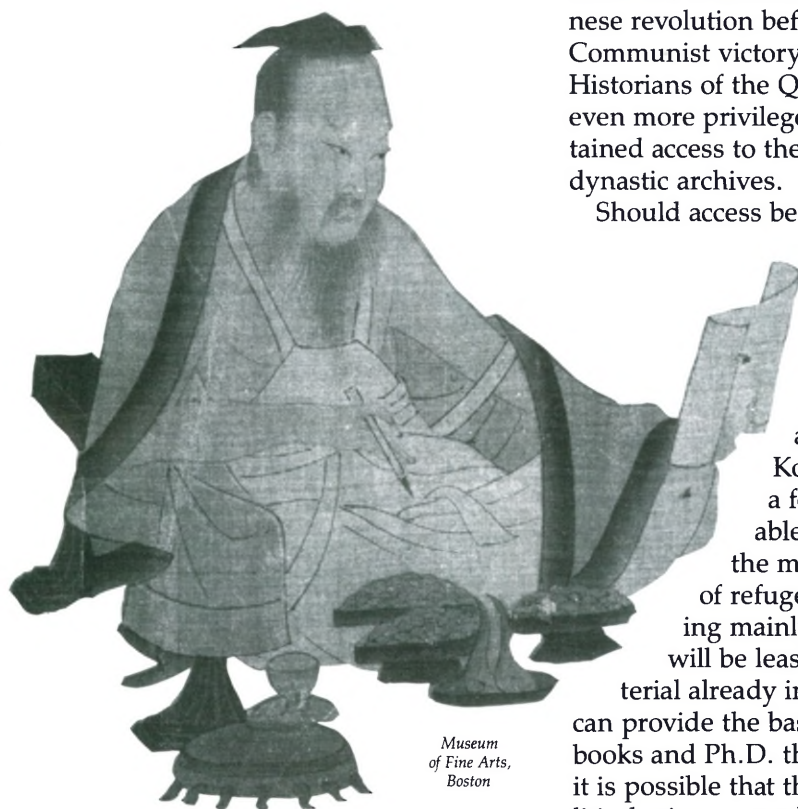 nese revolution bef
Communist victory
Historians of the Q
even more privilege
tained access to the
dynastic archives.
Should access be
a
Ko
a f
able
the m
of refuge
ing mainl
will be leas
terial already in
can provide the bas
books and Ph.D. th
it is possible that th
Museum
of Fine Arts,
Boston